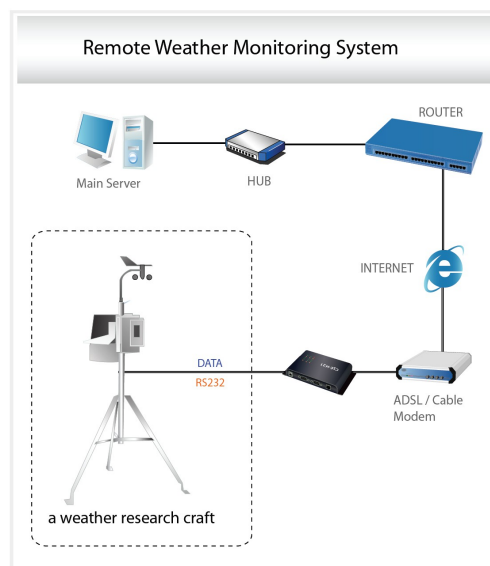 Remote Weather Monitoring System
ROUTER
Main Server
HUB
INTERNET
DATA
RS232
ADSL / Cable
Modem
a weather research craft